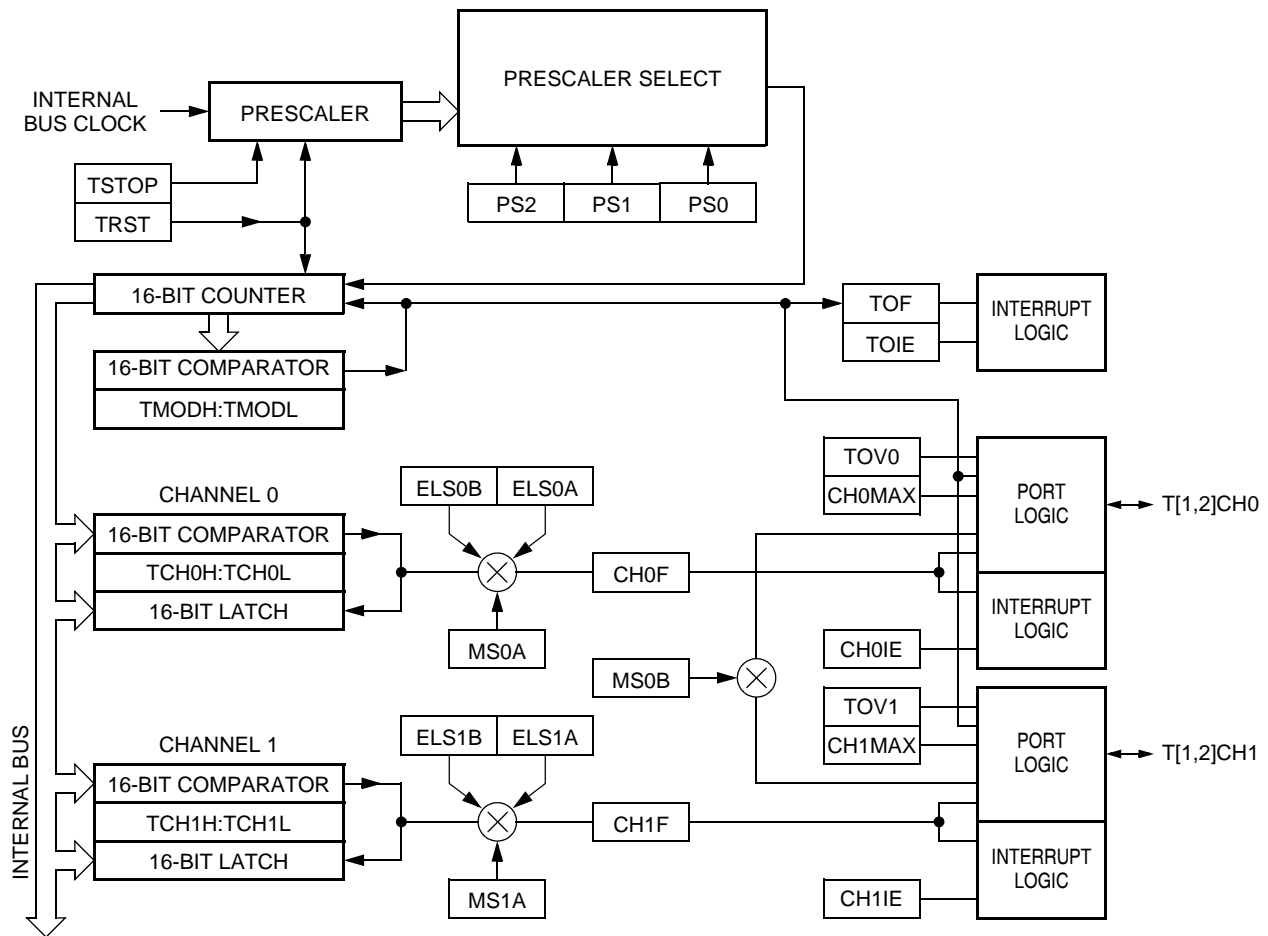 PRESCALER SELECT
INTERNAL
BUS CLOCK
PRESCALER
TSTOP
TRST
PS2
PS1
PS0
16-BIT COUNTER
16-BIT COMPARATOR
TMODH:TMODL
TOF
TOIE
INTERRUPT
LOGIC
CHANNEL 0
16-BIT COMPARATOR
TCH0H:TCH0L
16-BIT LATCH
ELS0B
ELS0A
MS0A
CH0F
TOV0
CH0MAX
PORT
LOGIC
T[1,2]CH0
INTERRUPT
LOGIC
CH0IE
MS0B
INTERNAL BUS
CHANNEL 1
16-BIT COMPARATOR
TCH1H:TCH1L
16-BIT LATCH
ELS1B
ELS1A
MS1A
CH1F
TOV1
CH1MAX
PORT
LOGIC
T[1,2]CH1
INTERRUPT
LOGIC
CH1IE